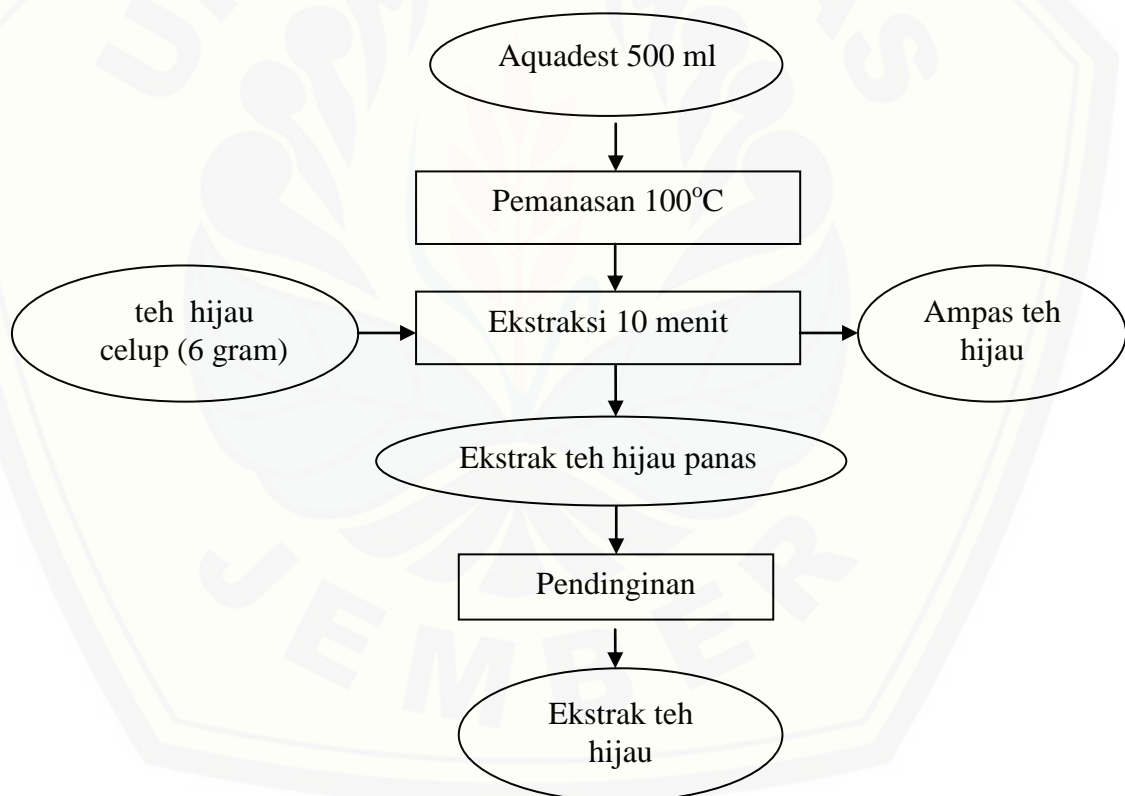 Aquadest 500 ml
Pemanasan 100°C
teh hijau
celup (6 gram)
Ekstraksi 10 menit
Ampas teh
hijau
Ekstrak teh hijau panas
Pendinginan
Ekstrak teh
hijau
JEMBER